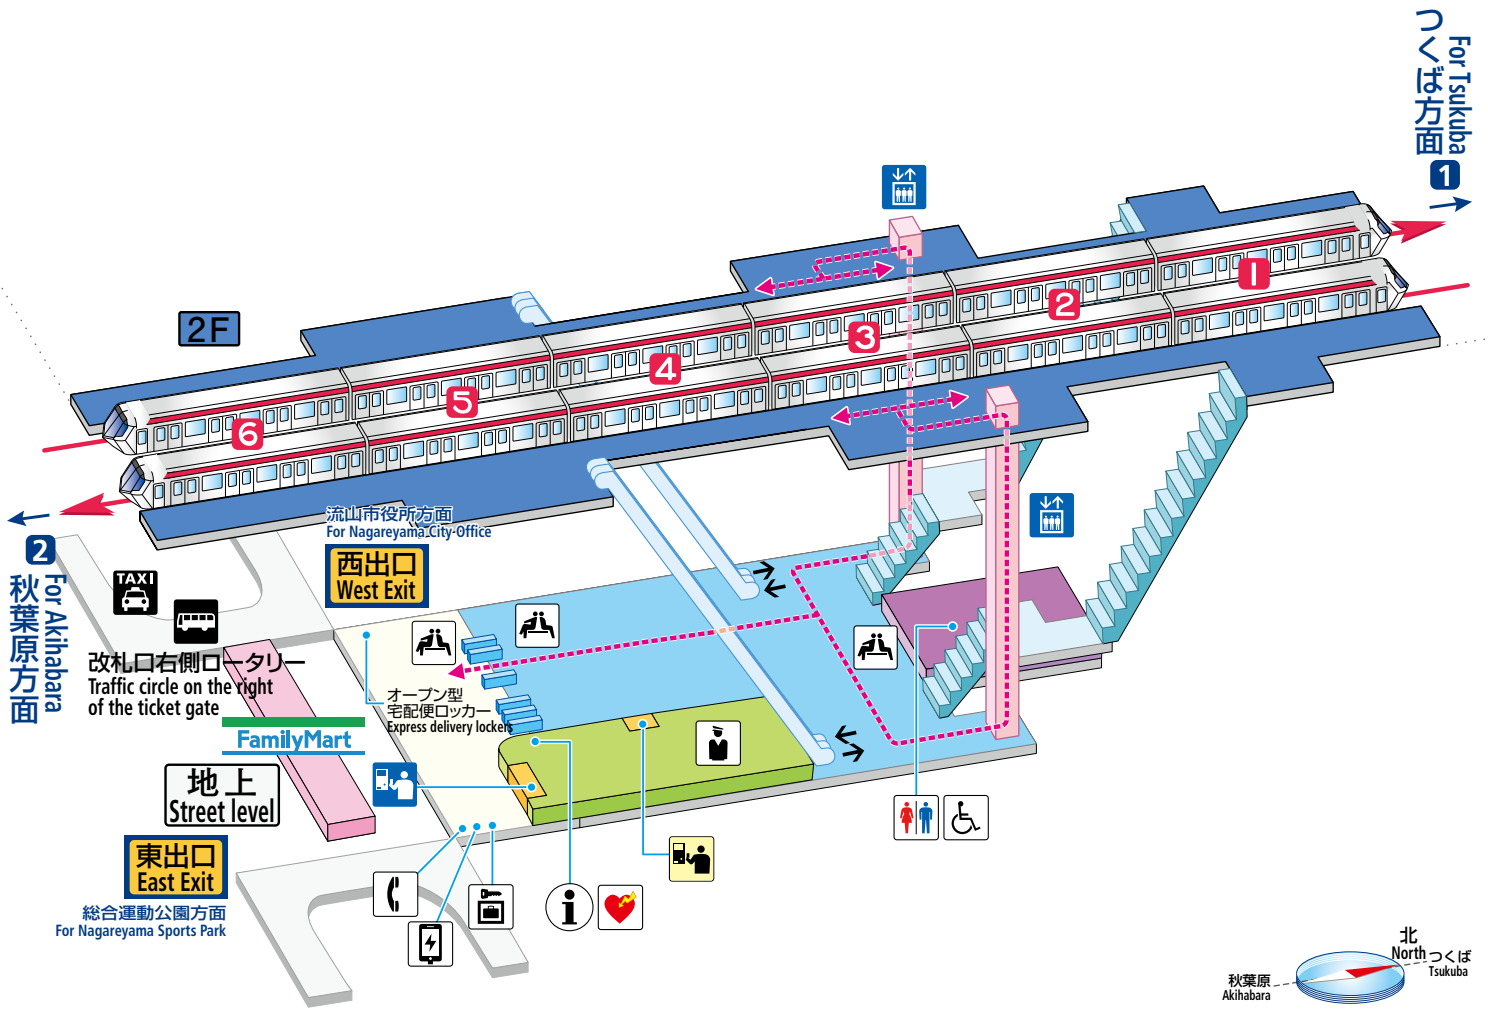 つくば方面
For Tsukuba
1
2F
1
2
3
4
5
6
2
秋葉原方面
For Akihabara
流山市役所方面
For Nagareyama City-Office
西出口
West Exit
TAXI
改札口右側ロータリー
Traffic circle on the right
of the ticket gate
オープン型
宅配便ロッカー
Express delivery lockers
FamilyMart
地上
Street level
東出口
East Exit
総合運動公園方面
For Nagareyama Sports Park
i
北
North
つくば
Tsukuba
秋葉原
Akihabara